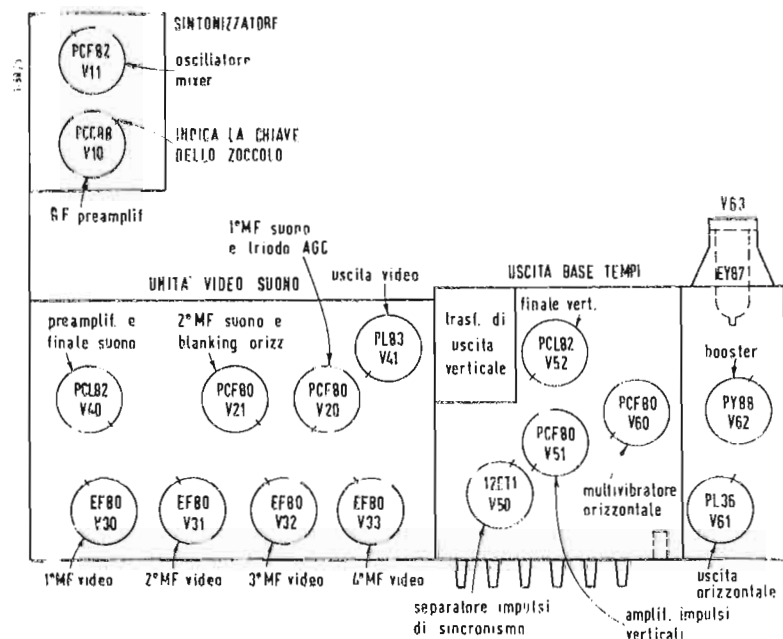 SINTONIZZATORE
PCF82
V11
oscillatore
mixer
PCC88
V10
INDICA LA CHIAVE
DELLO ZOCCOLO
RF preamplif
1° MF suono
e triodo AGC
UNITA' VIDEO SUONO
uscita video
USCITA BASE TEMPI
V63
EY87
preamplif. e
finale suono
PCL82
V40
2° MF suono e
blanking orizz
PCF80
V21
PCF80
V20
PL83
V41
trasf. di
uscita
verticale
finale vert.
PCL82
V52
PCF80
V60
booster
PY88
V62
PCF80
V51
multivibratore
orizzontale
12ET1
V50
EF80
V30
EF80
V31
EF80
V32
EF80
V33
PL36
V61
1° MF video
2° MF video
3° MF video
4° MF video
separatore impulsi
di sincronismo
amplif. impulsi
verticali
uscita
orizzontale